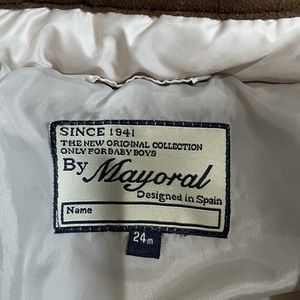 SINCE 1941
THE NEW ORIGINAL COLLECTION
ONLY FOR BABY BOYS
By Mayoral
Designed in Spain
Name
24m